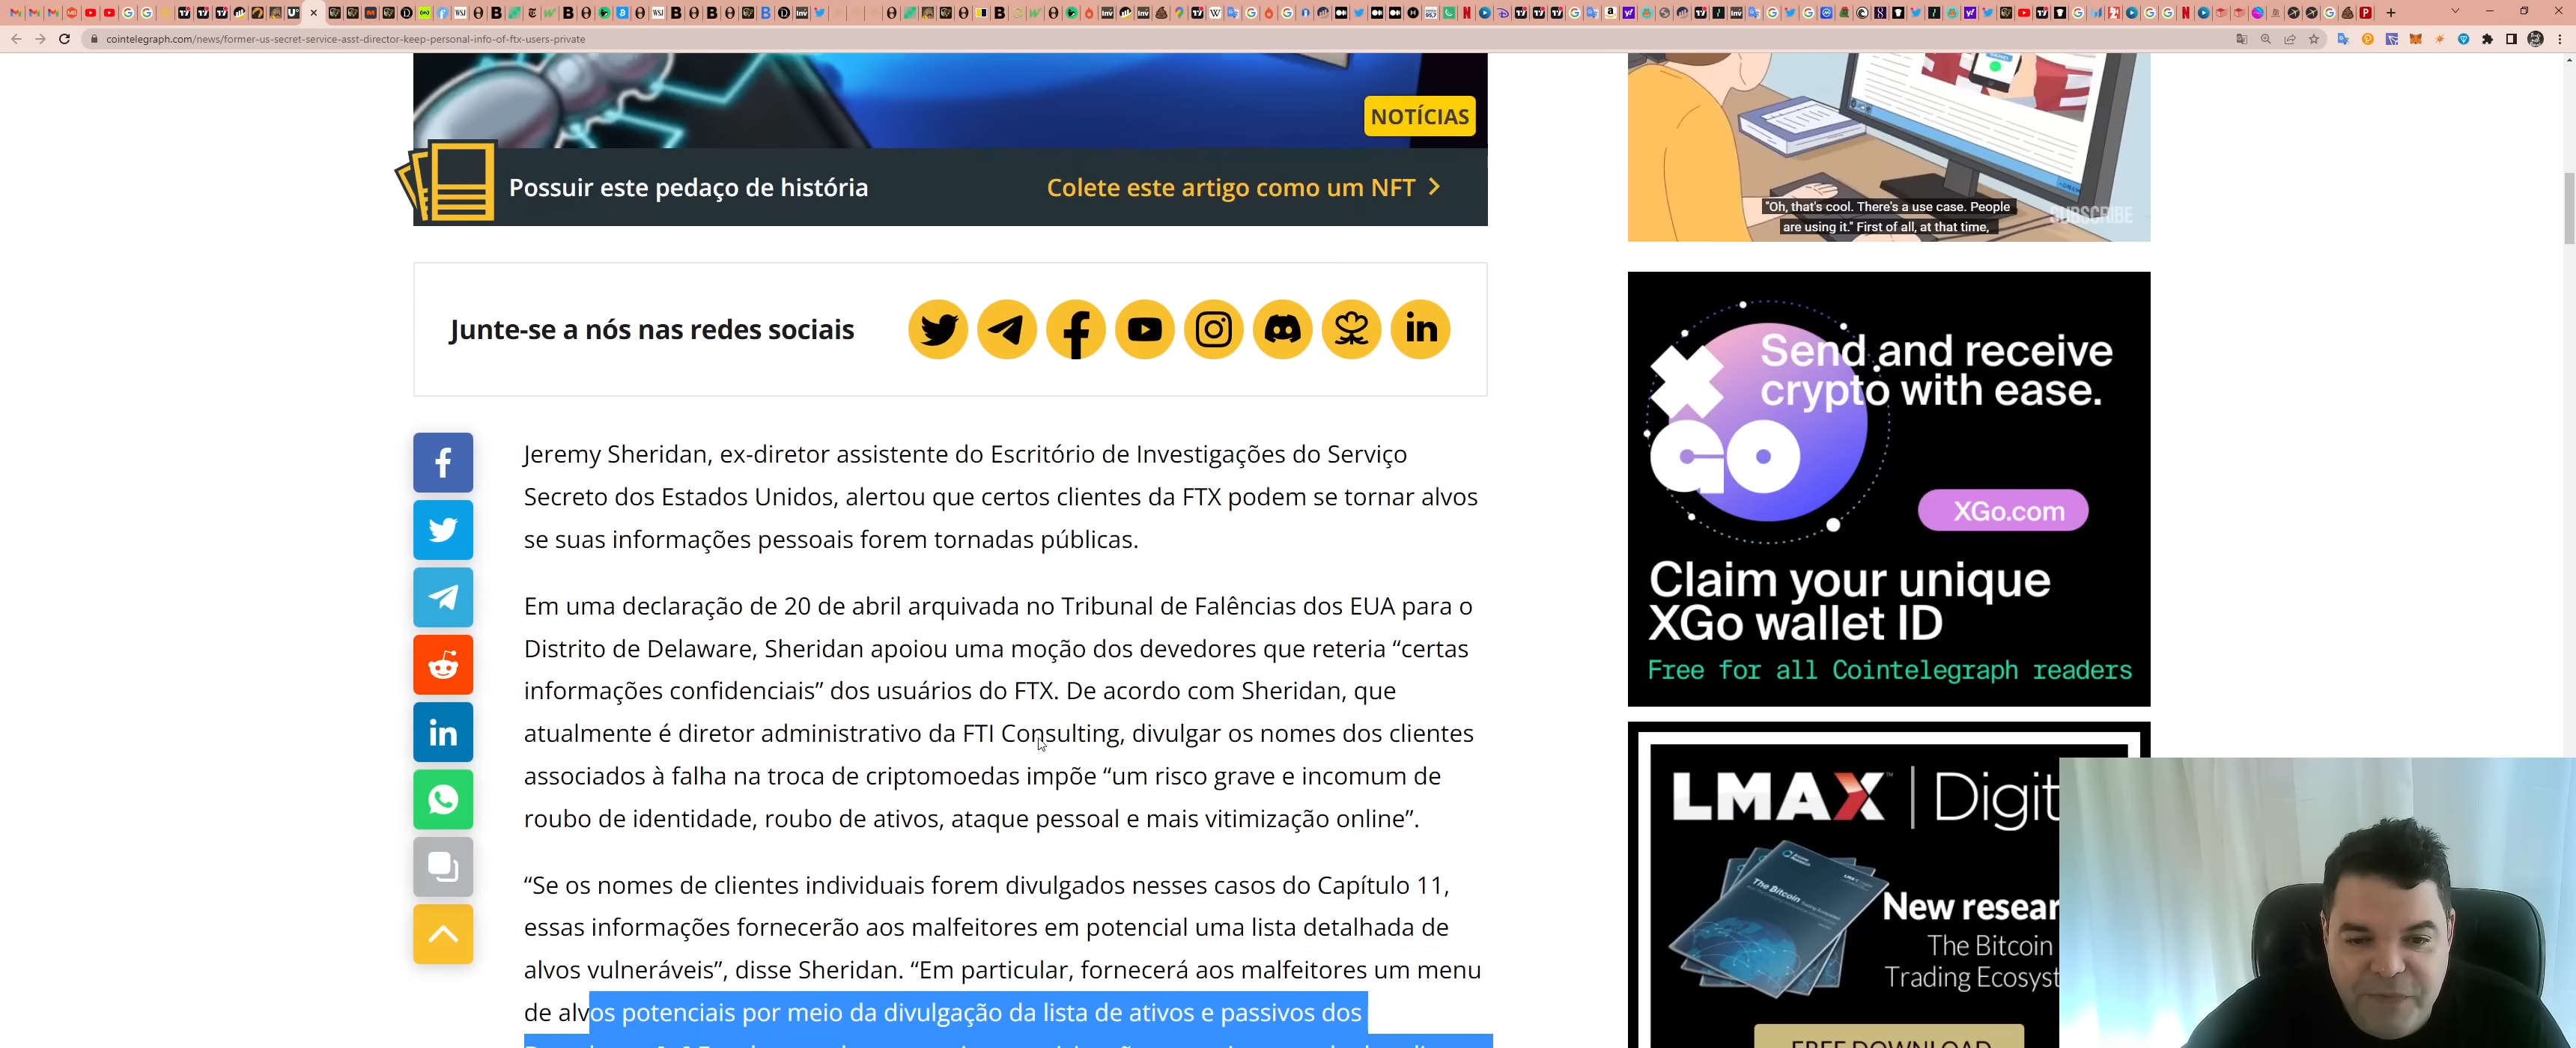 cointelegraph.com/news/former-us-secret-service-asst-director-keep-personal-info-of-ftx-users-private
NOTÍCIAS
Possuir este pedaço de história
Colete este artigo como um NFT
"Oh, that's cool. There's a use case. People
are using it." First of all, at that time,
SUBSCRIBE
Junte-se a nós nas redes sociais
Jeremy Sheridan, ex-diretor assistente do Escritório de Investigações do Serviço
Secreto dos Estados Unidos, alertou que certos clientes da FTX podem se tornar alvos
se suas informações pessoais forem tornadas públicas.
Em uma declaração de 20 de abril arquivada no Tribunal de Falências dos EUA para o
Distrito de Delaware, Sheridan apoiou uma moção dos devedores que reteria “certas
informações confidenciais” dos usuários do FTX. De acordo com Sheridan, que
atualmente é diretor administrativo da FTI Consulting, divulgar os nomes dos clientes
associados à falha na troca de criptomoedas impõe “um risco grave e incomum de
roubo de identidade, roubo de ativos, ataque pessoal e mais vitimização online”.
“Se os nomes de clientes individuais forem divulgados nesses casos do Capítulo 11,
essas informações fornecerão aos malfeitores em potencial uma lista detalhada de
alvos vulneráveis”, disse Sheridan. “Em particular, fornecerá aos malfeitores um menu
de alvos potenciais por meio da divulgação da lista de ativos e passivos dos
Send and receive
crypto with ease.
XGO
XGo.com
Claim your unique
XGo wallet ID
Free for all Cointelegraph readers
LMAX | Digit
The Bitcoin
New resear
The Bitcoin
Trading Ecosyst
FREE DOWNLOAD